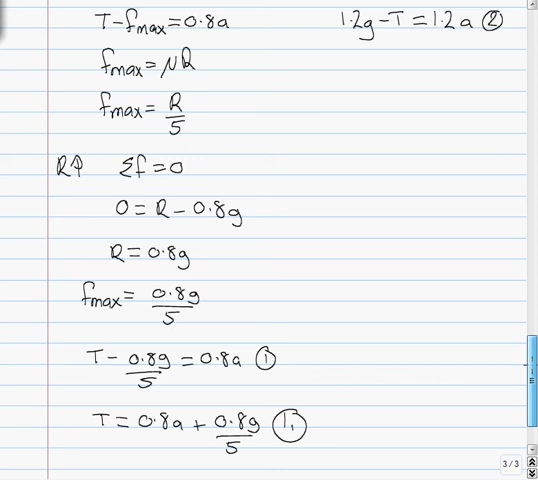 T - fmax = 0.8a
1.2g - T = 1.2a ②
fmax = μR
fmax = R/5
R↑ Σf = 0
0 = R - 0.8g
R = 0.8g
fmax = 0.8g/5
T - 0.8g/5 = 0.8a ①
T = 0.8a + 0.8g/5
3/3